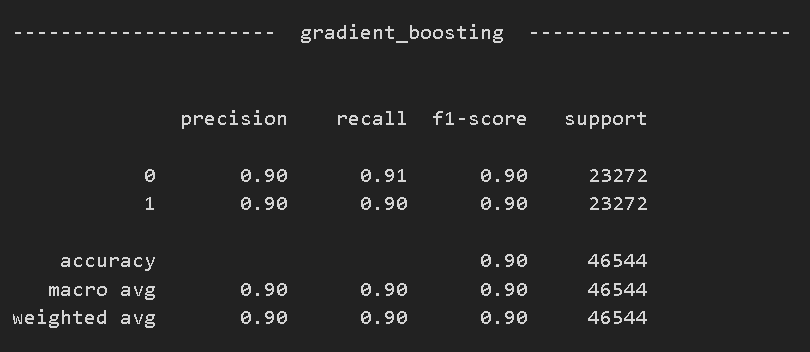 ----------------------  gradient_boosting  ----------------------
precision    recall  f1-score   support
0       0.90      0.91      0.90     23272
1       0.90      0.90      0.90     23272
accuracy                           0.90     46544
macro avg       0.90      0.90      0.90     46544
weighted avg       0.90      0.90      0.90     46544